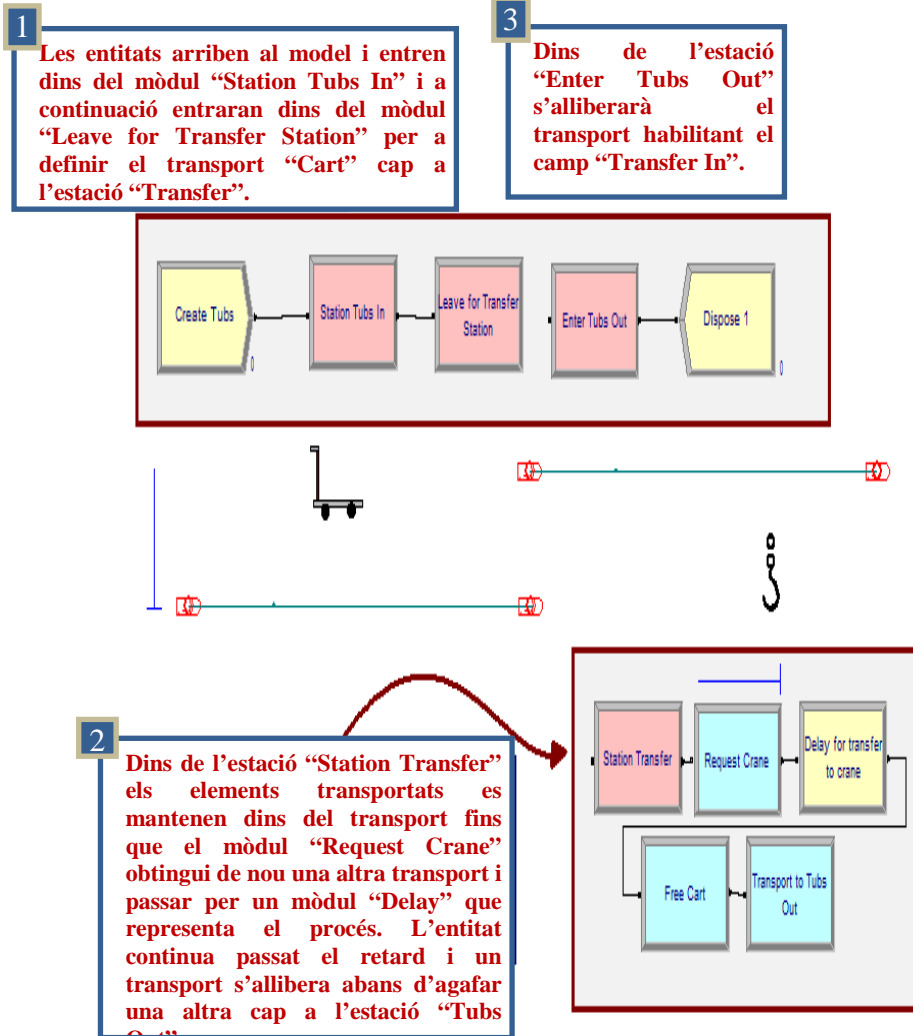 1
Les entitats arriben al model i entren
dins del mòdul “Station Tubs In” i a
continuació entraran dins del mòdul
“Leave for Transfer Station” per a
definir el transport “Cart” cap a
l’estació “Transfer”.
3
Dins de l’estació
“Enter Tubs Out”
s’alliberarà el
transport habilitant el
camp “Transfer In”.
Create Tubs
0
Station Tubs In
Leave for Transfer
Station
Enter Tubs Out
Dispose 1
0
2
Dins de l’estació “Station Transfer”
els elements transportats es
mantenen dins del transport fins
que el mòdul “Request Crane”
obtingui de nou una altra transport i
passar per un mòdul “Delay” que
representa el procés. L’entitat
continua passat el retard i un
transport s’allibera abans d’agafar
una altra cap a l’estació “Tubs
Station Transfer
Request Crane
Delay for transfer
to crane
Free Cart
Transport to Tubs
Out